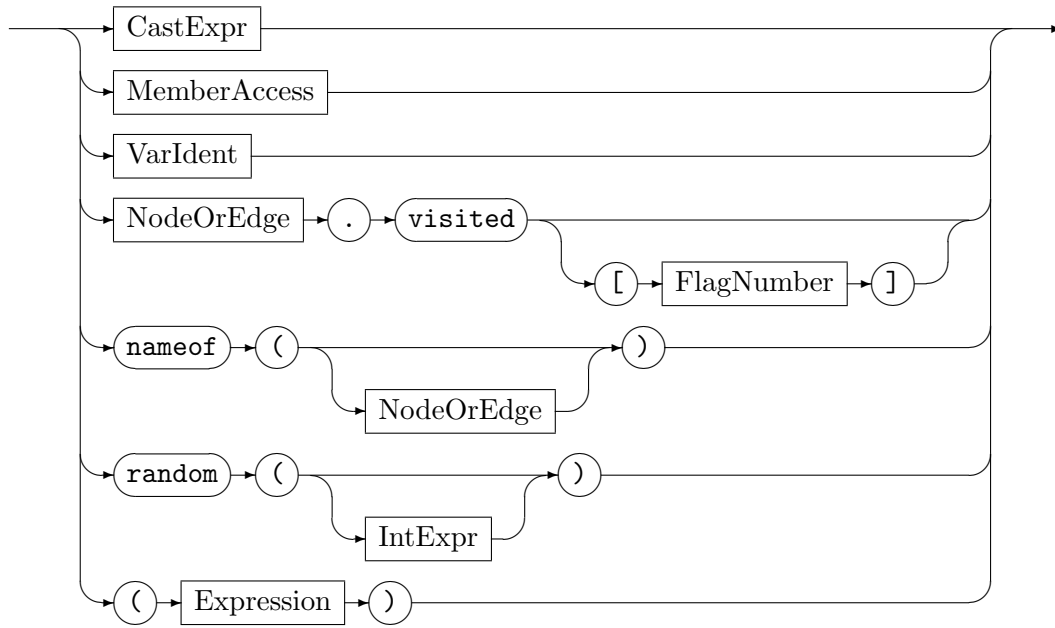 CastExpr
MemberAccess
VarIdent
NodeOrEdge . visited
[ FlagNumber ]
nameof ( )
NodeOrEdge
random ( )
IntExpr
( Expression )